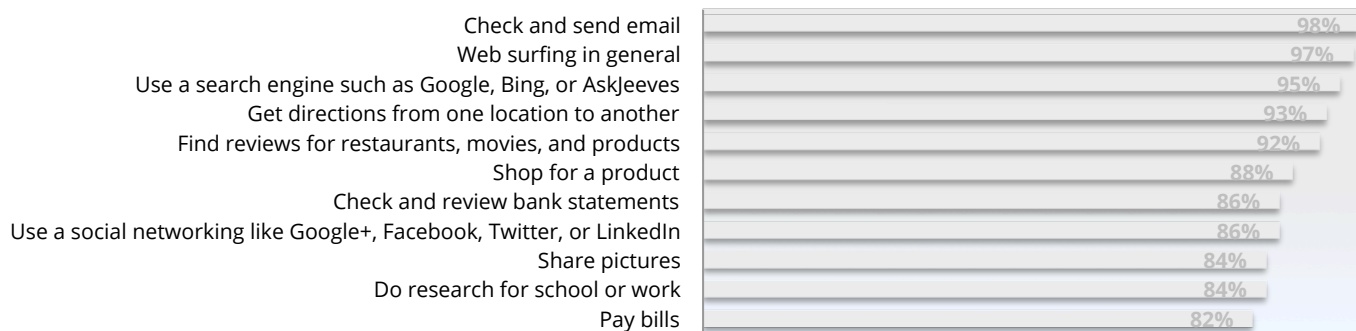 Check and send email 98%
Web surfing in general 97%
Use a search engine such as Google, Bing, or AskJeeves 95%
Get directions from one location to another 93%
Find reviews for restaurants, movies, and products 92%
Shop for a product 88%
Check and review bank statements 86%
Use a social networking like Google+, Facebook, Twitter, or LinkedIn 86%
Share pictures 84%
Do research for school or work 84%
Pay bills 82%